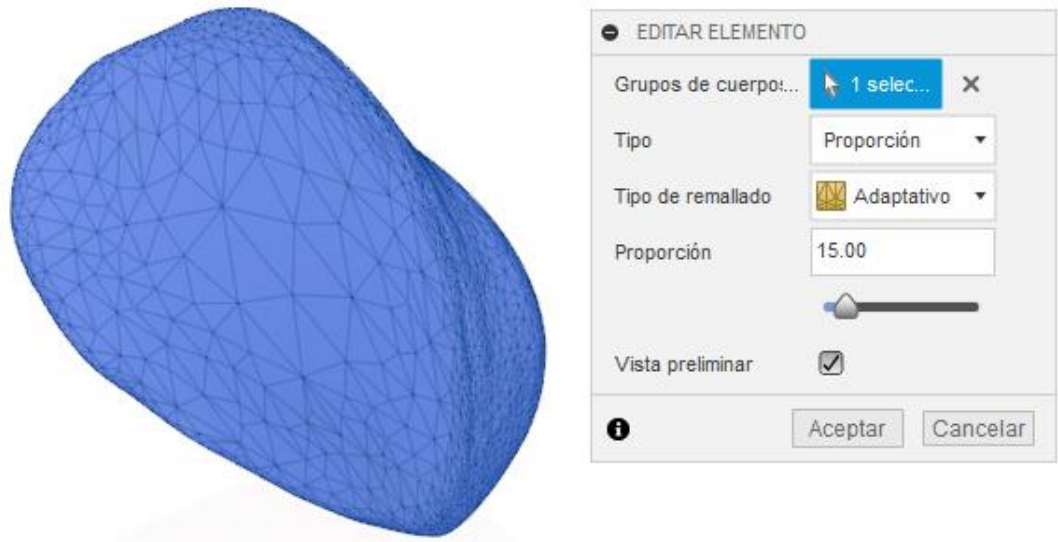 EDITAR ELEMENTO
Grupos de cuerpos... 1 selec...
Tipo Proporción
Tipo de remallado Adaptativo
Proporción 15.00
Vista preliminar
Aceptar Cancelar